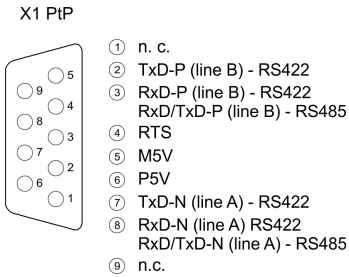 X1 PtP
5
9
4
8
3
7
2
6
1
1 n. c.
2 TxD-P (line B) - RS422
3 RxD-P (line B) - RS422
RxD/TxD-P (line B) - RS485
4 RTS
5 M5V
6 P5V
7 TxD-N (line A) - RS422
8 RxD-N (line A) RS422
RxD/TxD-N (line A) - RS485
9 n.c.